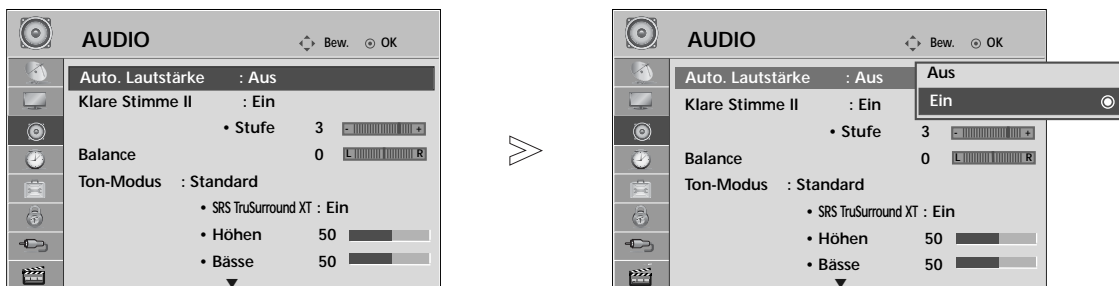 AUDIO Bew. OK
Auto. Lautstärke : Aus
Klare Stimme II : Ein
• Stufe 3 - +
Balance 0 L R
Ton-Modus : Standard
• SRS TruSurround XT : Ein
• Höhen 50
• Bässe 50
>
AUDIO Bew. OK
Auto. Lautstärke : Aus
Aus
Ein
Klare Stimme II : Ein
• Stufe 3 - +
Balance 0 L R
Ton-Modus : Standard
• SRS TruSurround XT : Ein
• Höhen 50
• Bässe 50